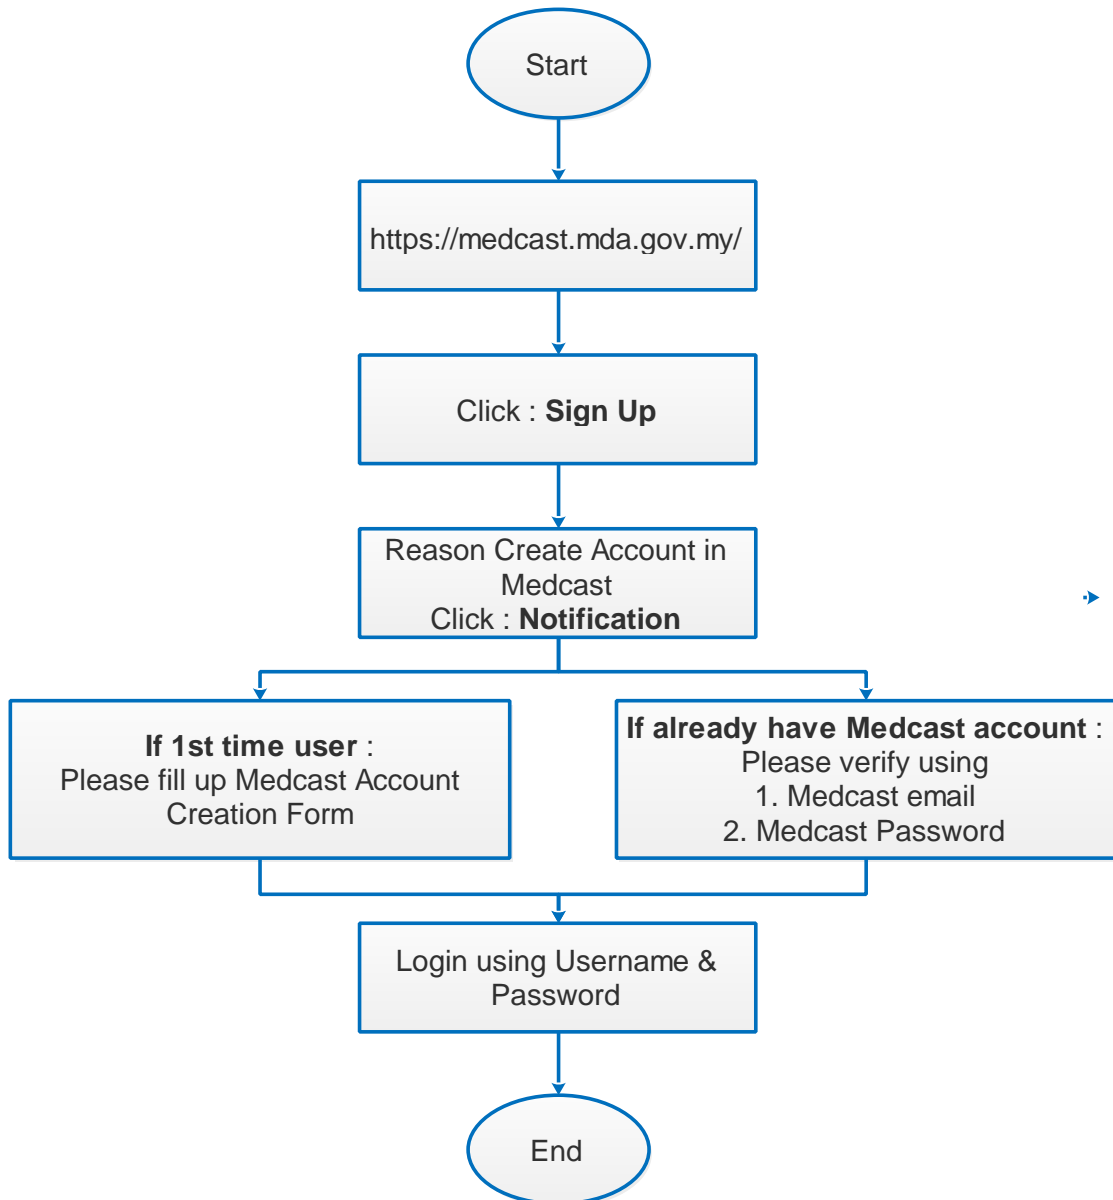 Start
https://medcast.mda.gov.my/
Click : Sign Up
Reason Create Account in
Medcast
Click : Notification
If 1st time user :
Please fill up Medcast Account
Creation Form
If already have Medcast account :
Please verify using
1. Medcast email
2. Medcast Password
Login using Username &
Password
End